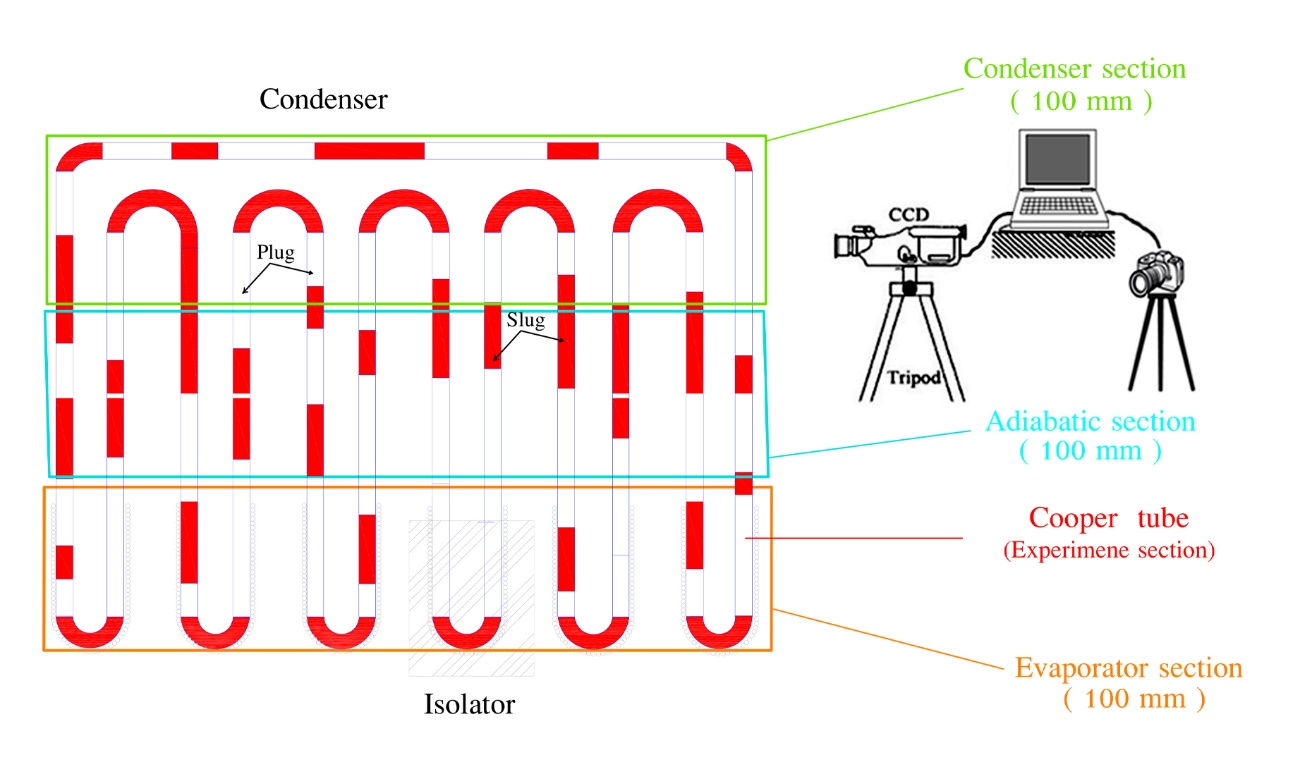 Condenser section
( 100 mm )
Condenser
CCD
Plug
Slug
Tripod
Adiabatic section
( 100 mm )
Cooper tube
(Experimene section)
Evaporator section
( 100 mm )
Isolator